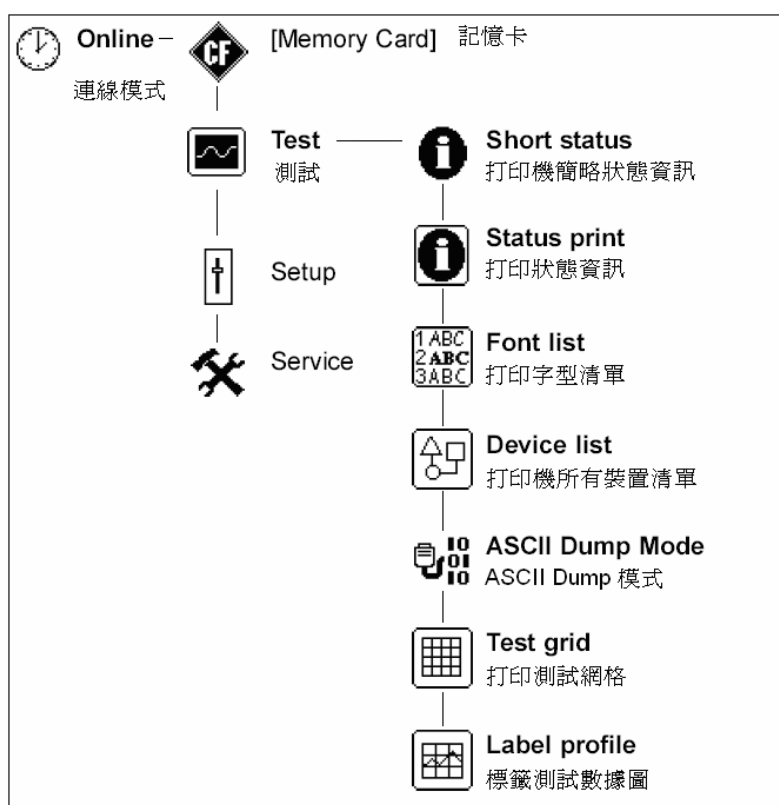 Online
連線模式
CF
[Memory Card] 記憶卡
Test
測試
Setup
Service
Short status
打印機簡略狀態資訊
Status print
打印狀態資訊
1 ABC
2 ABC
3ABC
Font list
打印字型清單
Device list
打印機所有裝置清單
10
01
10
ASCII Dump Mode
ASCII Dump 模式
Test grid
打印測試網格
Label profile
標籤測試數據圖